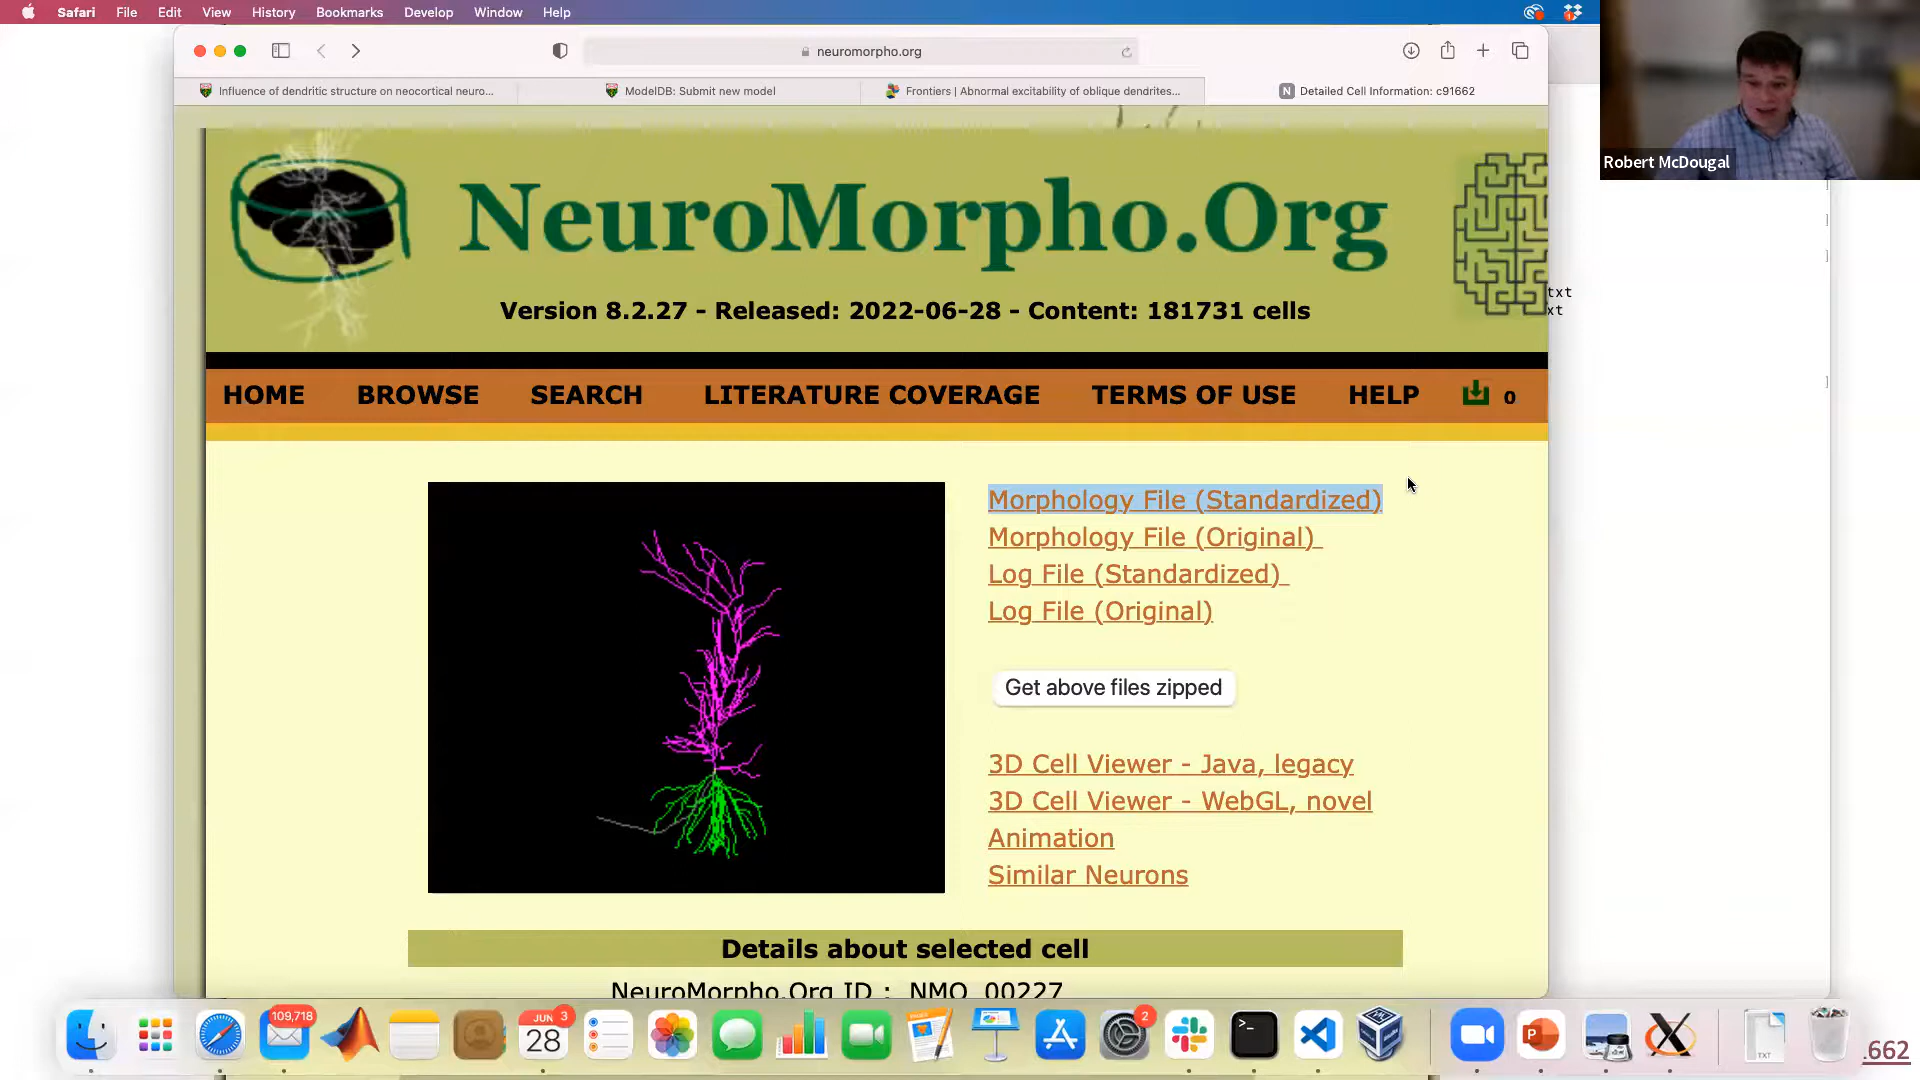 Safari File Edit View History Bookmarks Develop Window Help
neuromorpho.org
Influence of dendritic structure on neocortical neuro...
ModelDB: Submit new model
Frontiers | Abnormal excitability of oblique dendrites...
N Detailed Cell Information: c91662
Robert McDougal
NeuroMorpho.Org
Version 8.2.27 - Released: 2022-06-28 - Content: 181731 cells
txt
xt
HOME BROWSE SEARCH LITERATURE COVERAGE TERMS OF USE HELP 0
Morphology File (Standardized)
Morphology File (Original)
Log File (Standardized)
Log File (Original)
Get above files zipped
3D Cell Viewer - Java, legacy
3D Cell Viewer - WebGL, novel
Animation
Similar Neurons
Details about selected cell
NeuroMorpho.Org ID : NMO_00227
109,718
JUN
28
3
2
TXT
662